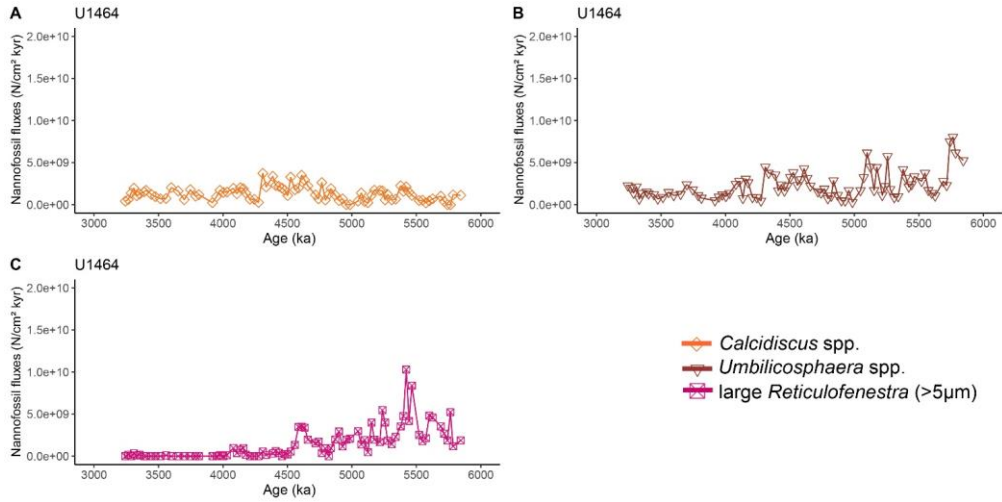 A
U1464
Nannofossil fluxes (N/cm² kyr)
2.0e+10
1.5e+10
1.0e+10
5.0e+09
0.0e+00
3000 3500 4000 4500 5000 5500 6000
Age (ka)
B
U1464
Nannofossil fluxes (N/cm² kyr)
2.0e+10
1.5e+10
1.0e+10
5.0e+09
0.0e+00
3000 3500 4000 4500 5000 5500 6000
Age (ka)
C
U1464
Nannofossil fluxes (N/cm² kyr)
2.0e+10
1.5e+10
1.0e+10
5.0e+09
0.0e+00
3000 3500 4000 4500 5000 5500 6000
Age (ka)
Calcidiscus spp.
Umbilicosphaera spp.
large Reticulofenestra (>5µm)